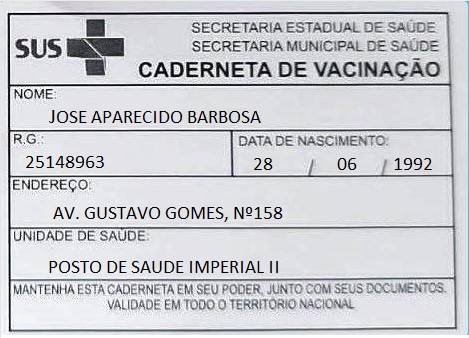 SUS
SECRETARIA ESTADUAL DE SAÚDE
SECRETARIA MUNICIPAL DE SAÚDE
CADERNETA DE VACINAÇÃO
NOME:
JOSE APARECIDO BARBOSA
R.G.:
25148963
DATA DE NASCIMENTO:
28 / 06 / 1992
ENDEREÇO:
AV. GUSTAVO GOMES, Nº158
UNIDADE DE SAÚDE:
POSTO DE SAUDE IMPERIAL II
MANTENHA ESTA CADERNETA EM SEU PODER, JUNTO COM SEUS DOCUMENTOS.
VALIDADE EM TODO O TERRITÓRIO NACIONAL